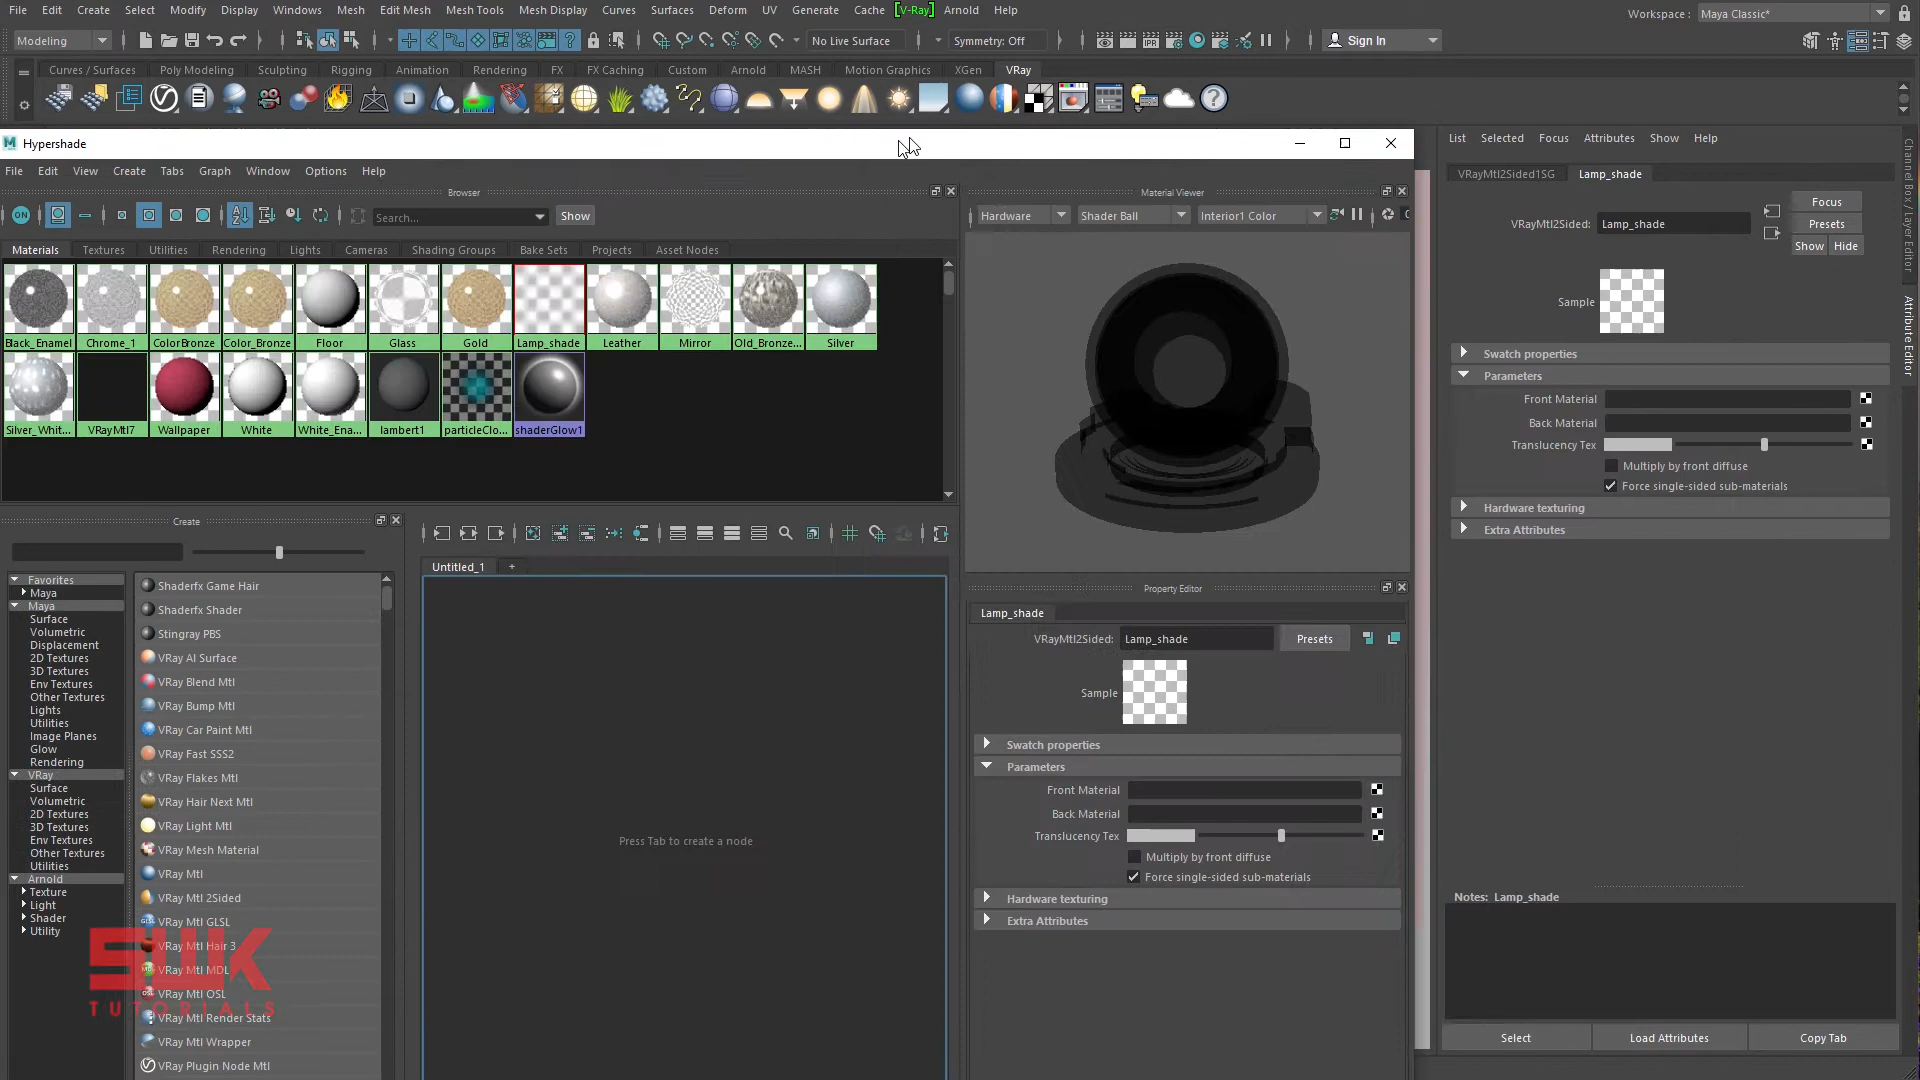 File Edit Create Select Modify Display Windows Mesh Edit Mesh Mesh Tools Mesh Display Curves Surfaces Deform UV Generate Cache [V-Ray] Arnold Help
Workspace : Maya Classic*
Modeling No Live Surface Symmetry: Off Sign In
Curves / Surfaces Poly Modeling Sculpting Rigging Animation Rendering FX FX Caching Custom Arnold MASH Motion Graphics XGen VRay
Hypershade
File Edit View Create Tabs Graph Window Options Help
Browser
ON Search... Show
Materials Textures Utilities Rendering Lights Cameras Shading Groups Bake Sets Projects Asset Nodes
Black_Enamel Chrome_1 ColorBronze Color_Bronze Floor Glass Gold Lamp_shade Leather Mirror Old_Bronze... Silver
Silver_Whit... VRayMtl7 Wallpaper White White_Ena... lambert1 particleClo... shaderGlow1
Material Viewer
Hardware Shader Ball Interior1 Color
Create
Favorites
Maya
Maya
Surface
Volumetric
Displacement
2D Textures
3D Textures
Env Textures
Other Textures
Lights
Utilities
Image Planes
Glow
Rendering
VRay
Surface
Volumetric
2D Textures
3D Textures
Env Textures
Other Textures
Utilities
Arnold
Texture
Light
Shader
Utility
Shaderfx Game Hair
Shaderfx Shader
Stingray PBS
VRay Al Surface
VRay Blend Mtl
VRay Bump Mtl
VRay Car Paint Mtl
VRay Fast SSS2
VRay Flakes Mtl
VRay Hair Next Mtl
VRay Light Mtl
VRay Mesh Material
VRay Mtl
VRay Mtl 2Sided
VRay Mtl GLSL
VRay Mtl Hair 3
VRay Mtl MDL
VRay Mtl OSL
VRay Mtl Render Stats
VRay Mtl Wrapper
VRay Plugin Node Mtl
SUK
TUTORIALS
Untitled_1 +
Press Tab to create a node
Property Editor
Lamp_shade
VRayMtl2Sided: Lamp_shade Presets
Sample
Swatch properties
Parameters
Front Material
Back Material
Translucency Tex
Multiply by front diffuse
Force single-sided sub-materials
Hardware texturing
Extra Attributes
List Selected Focus Attributes Show Help
VRayMtl2Sided1SG Lamp_shade
Focus
VRayMtl2Sided: Lamp_shade Presets
Show Hide
Sample
Swatch properties
Parameters
Front Material
Back Material
Translucency Tex
Multiply by front diffuse
Force single-sided sub-materials
Hardware texturing
Extra Attributes
Notes: Lamp_shade
Select Load Attributes Copy Tab
Channel Box / Layer Editor
Attribute Editor